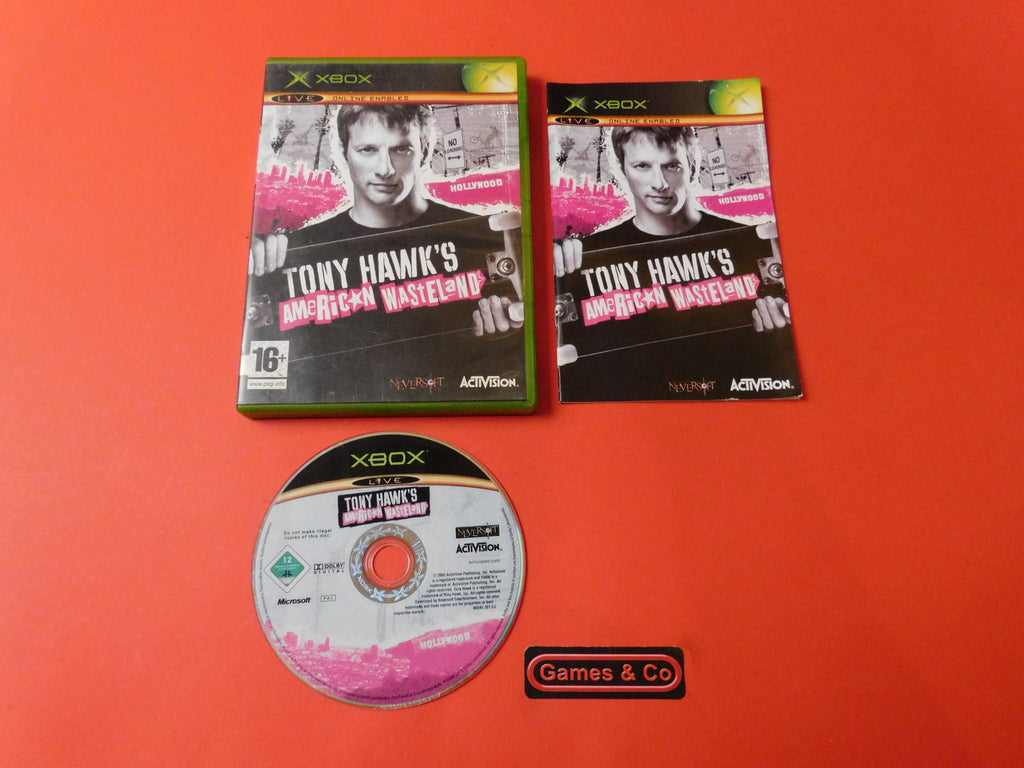 XBOX
LIVE ONLINE ENABLED
NO
PARKING
HOLLYWOOD
TONY HAWK'S
AMERICAN WASTELAND
16+
www.pegi.info
NEVERSOFT
ACTIVISION.
XBOX
LIVE ONLINE ENABLED
NO
HOLLYWOOD
TONY HAWK'S
AMERICAN WASTELAND
NEVERSOFT
ACTIVISION.
XBOX
LIVE
TONY HAWK'S
AMERICAN WASTELAND
Do not make illegal
copies of this disc.
NEVERSOFT
ACTIVISION.
activision.com
12
DOLBY
DIGITAL
Microsoft
PAL
HOLLYWOOD
Games & Co